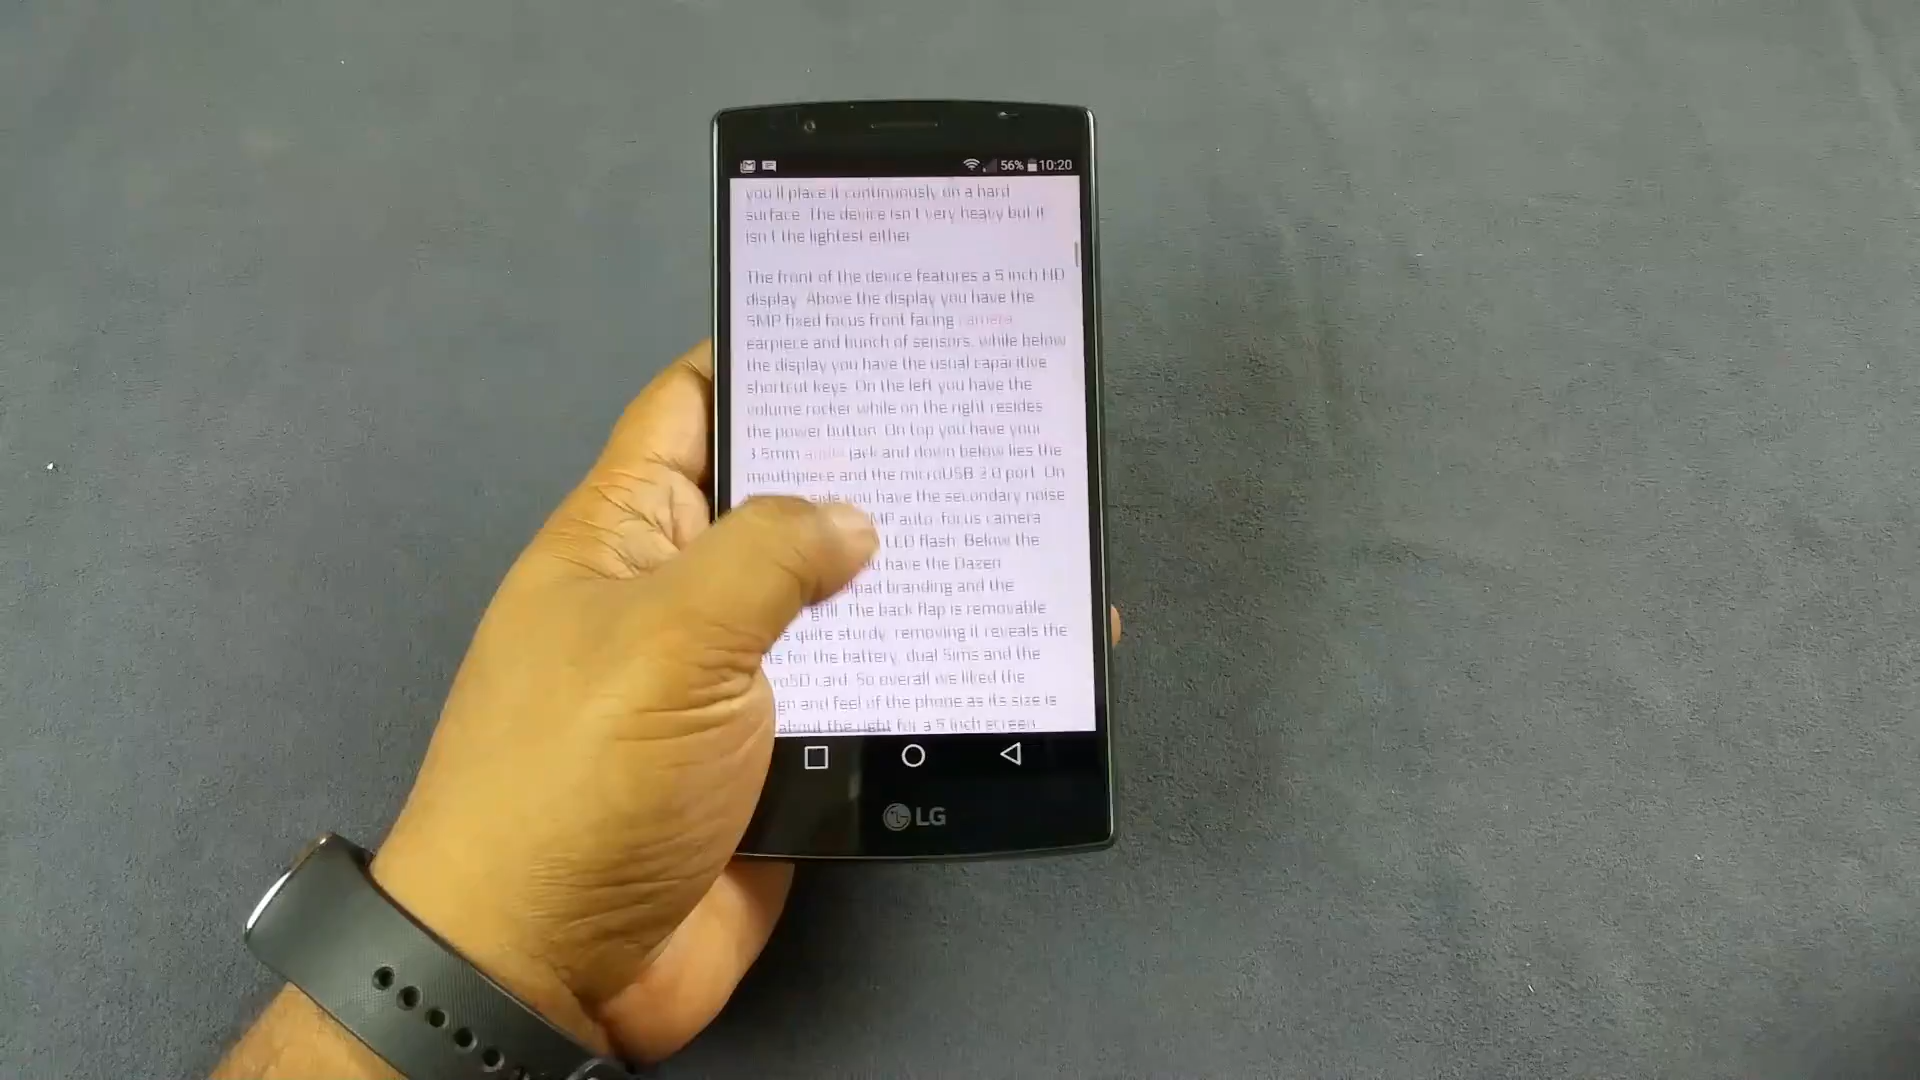 56% 10:20
you'll place it continuously on a hard
surface. The device isn't very heavy but it
isn't the lightest either
The front of the device features a 5 inch HD
display. Above the display you have the
5MP fixed focus front facing camera
earpiece and bunch of sensors, while below
the display you have the usual capacitive
shortcut keys. On the left you have the
volume rocker while on the right resides
the power button. On top you have your
3.5mm audio jack and down below lies the
mouthpiece and the microUSB 2.0 port. On
side you have the secondary noise
MP auto-focus camera
LED flash. Below the
you have the Dazen
lpad branding and the
grill. The back flap is removable
s quite sturdy, removing it reveals the
ts for the battery, dual Sims and the
roSD card. So overall we liked the
gn and feel of the phone as its size is
about the right for a 5 inch screen
LG